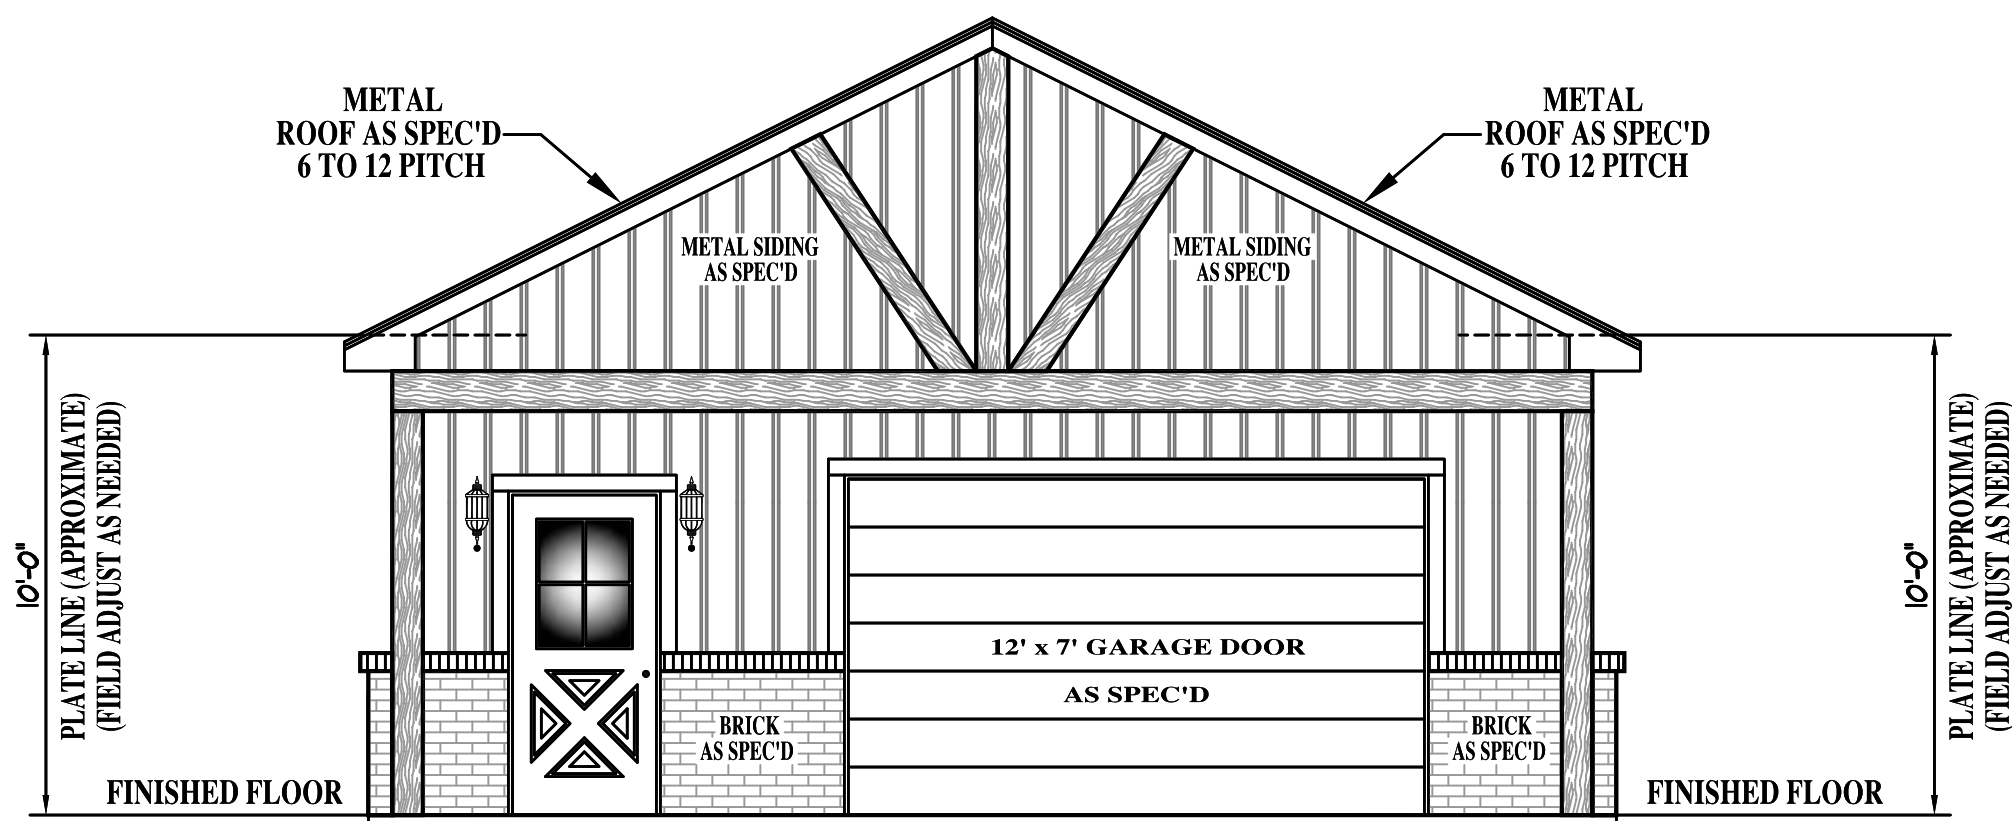 METAL
ROOF AS SPEC'D
6 TO 12 PITCH
METAL
ROOF AS SPEC'D
6 TO 12 PITCH
METAL SIDING
AS SPEC'D
METAL SIDING
AS SPEC'D
10'-0"
PLATE LINE (APPROXIMATE)
(FIELD ADJUST AS NEEDED)
10'-0"
PLATE LINE (APPROXIMATE)
(FIELD ADJUST AS NEEDED)
12' x 7' GARAGE DOOR
AS SPEC'D
BRICK
AS SPEC'D
BRICK
AS SPEC'D
FINISHED FLOOR
FINISHED FLOOR